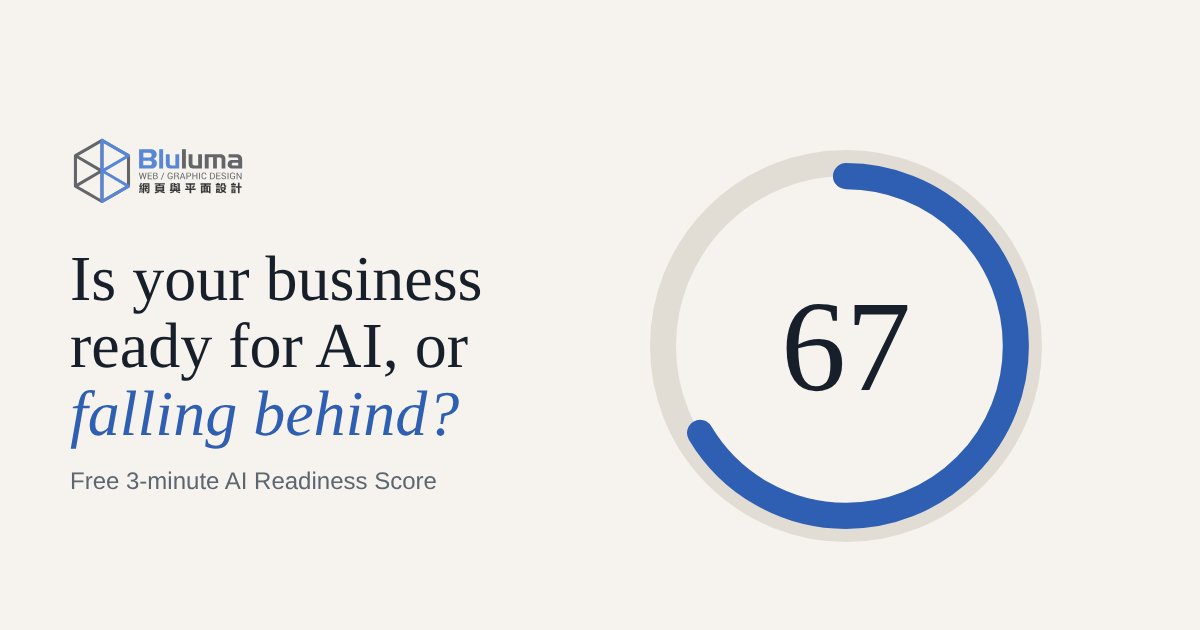 Bluluma
WEB / GRAPHIC DESIGN
網頁與平面設計
Is your business
ready for AI, or
falling behind?
Free 3-minute AI Readiness Score
67